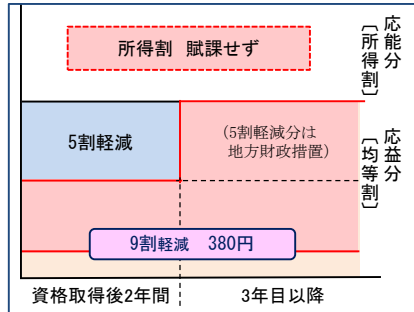 所得割 賦課せず
応能分
〔所得割〕
5割軽減
(5割軽減分は
地方財政措置)
応益分
〔均等割〕
9割軽減 380円
資格取得後2年間
3年目以降